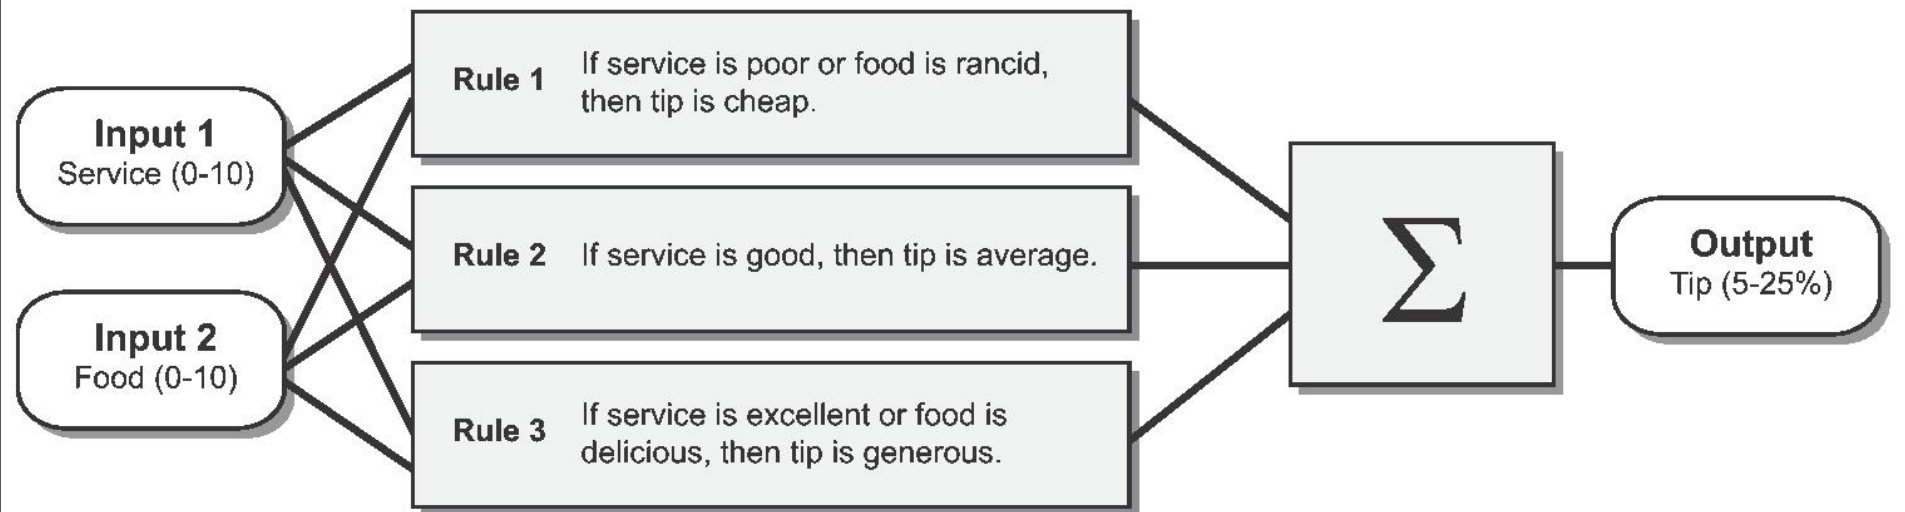 Input 1
Service (0-10)
Input 2
Food (0-10)
Rule 1
If service is poor or food is rancid,
then tip is cheap.
Rule 2
If service is good, then tip is average.
Rule 3
If service is excellent or food is
delicious, then tip is generous.
Σ
Output
Tip (5-25%)